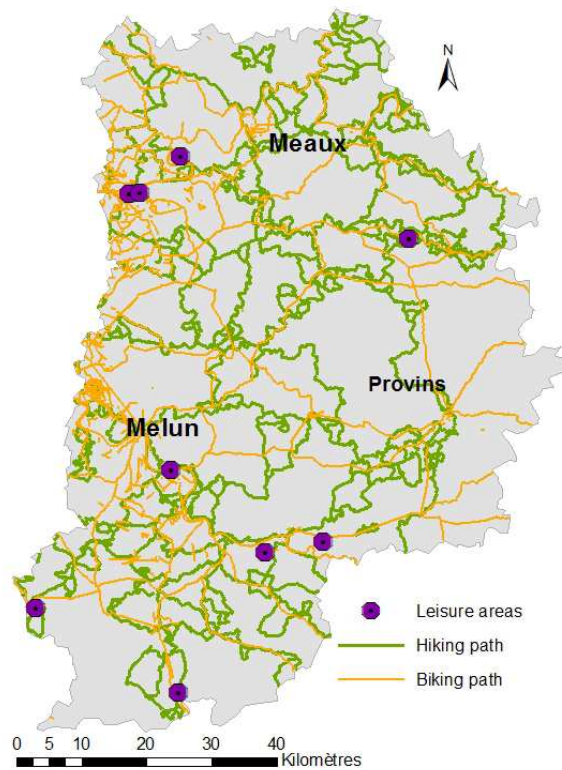 N
Meaux
Provins
Melun
Leisure areas
Hiking path
Biking path
0 5 10 20 30 40
Kilomètres